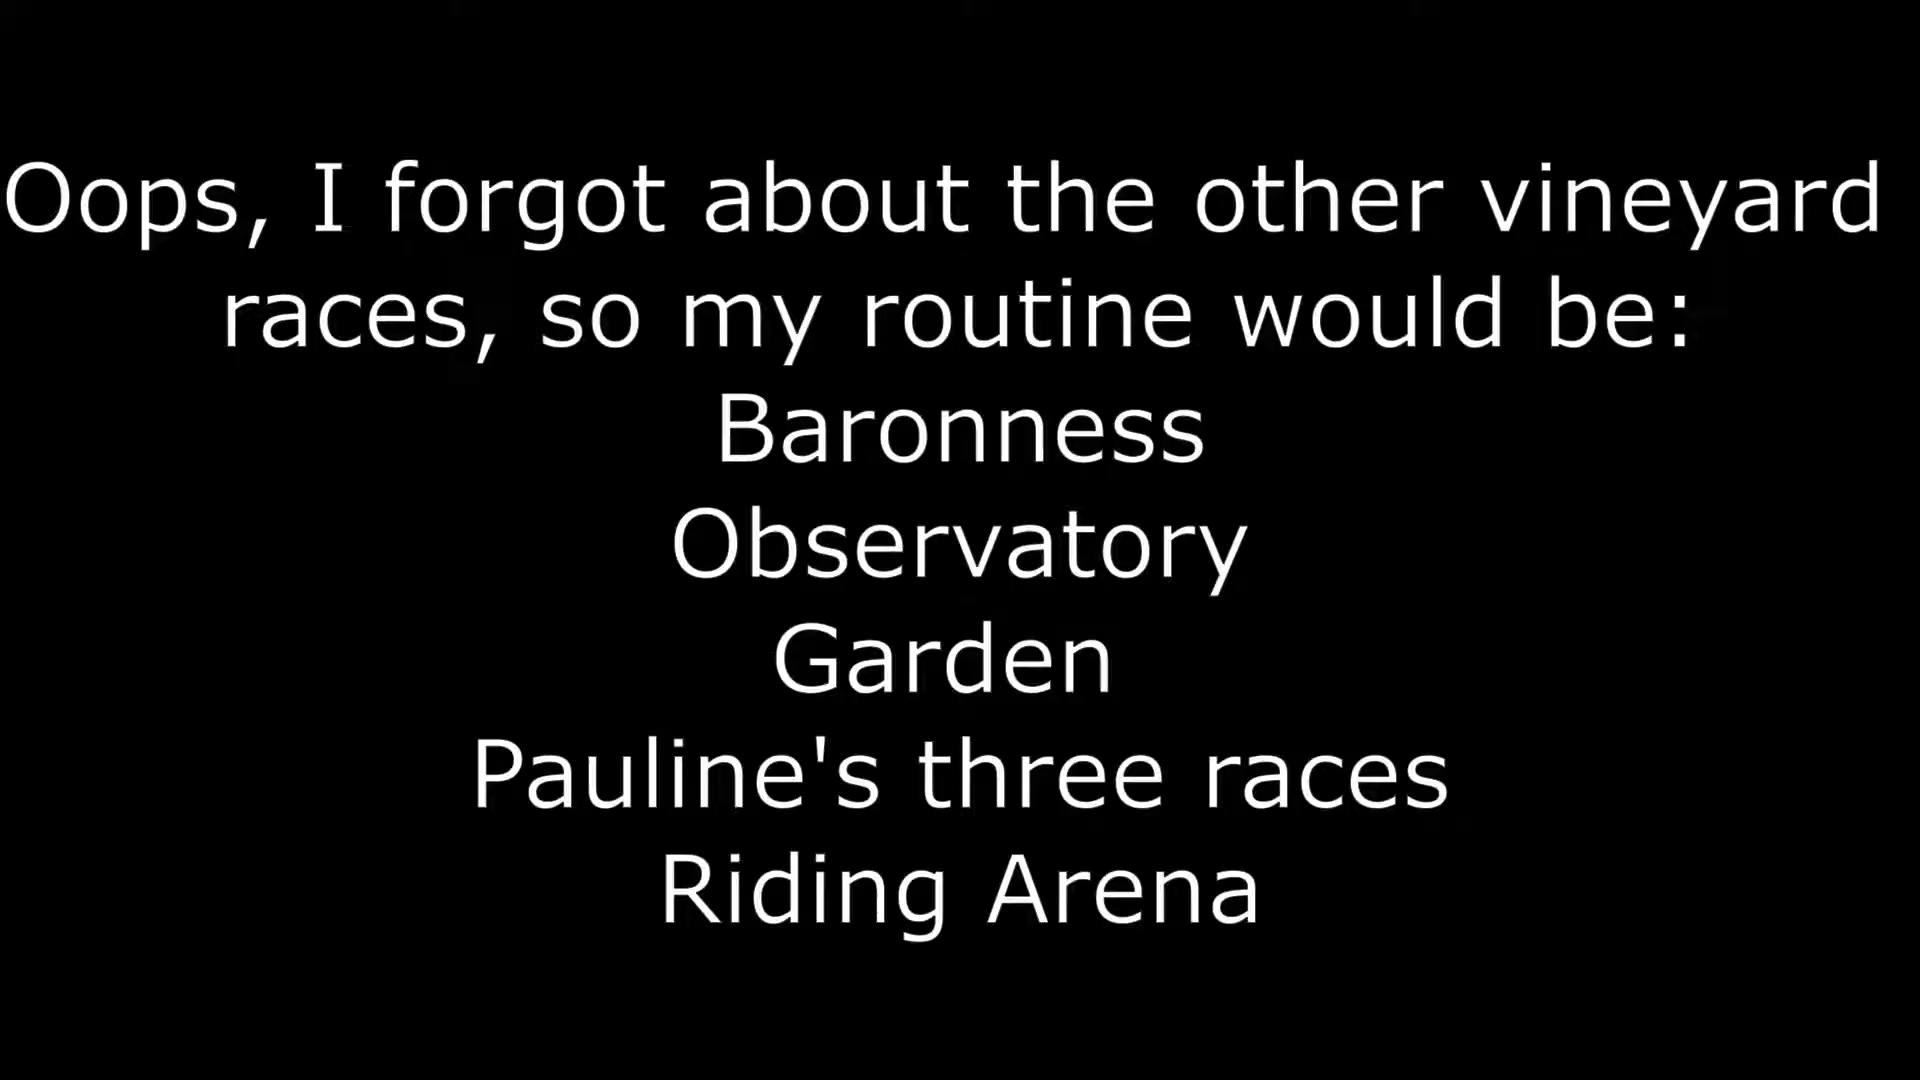 Oops, I forgot about the other vineyard
races, so my routine would be:
Baronness
Observatory
Garden
Pauline's three races
Riding Arena